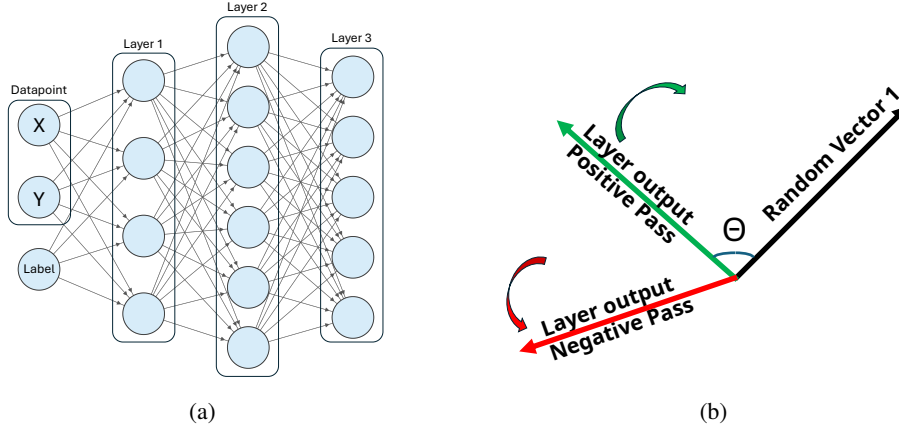 Layer 2
Layer 1
Layer 3
Datapoint
X
Y
Label
Layer output
Positive Pass
Random Vector 1
Θ
Layer output
Negative Pass
(a)
(b)